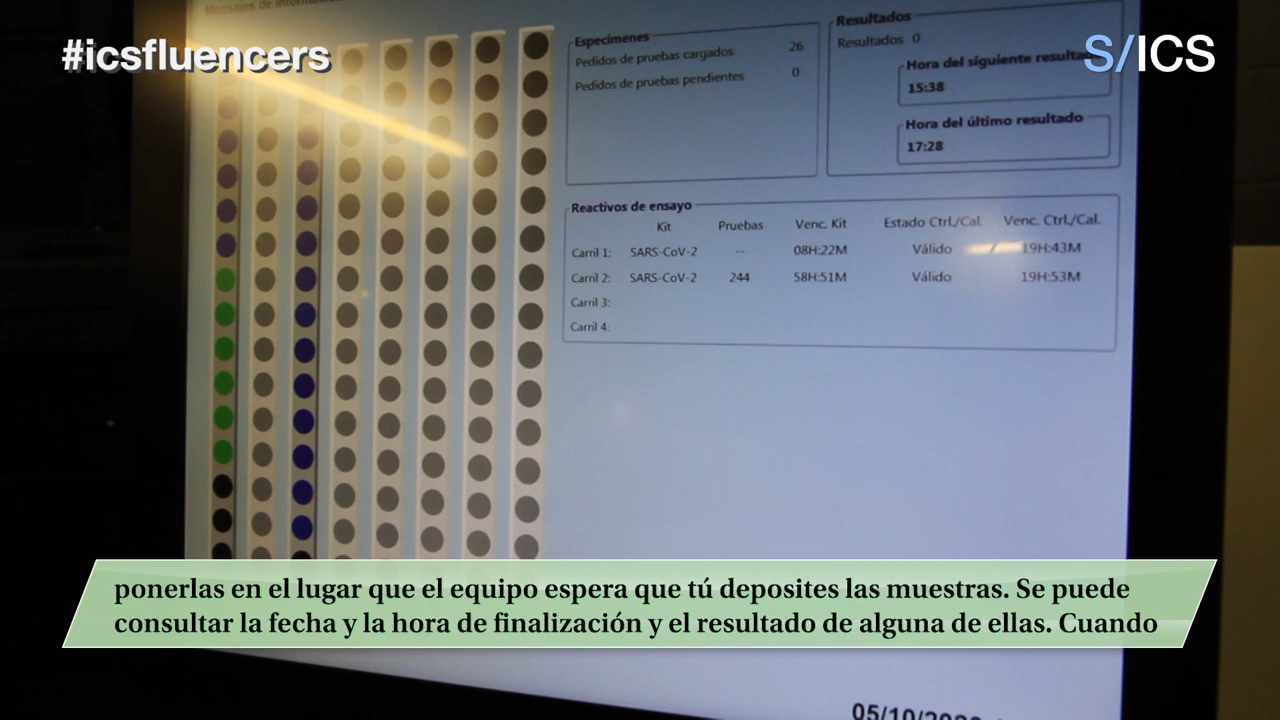 Mensajes de
#icsfluencers
S/ICS
Especímenes
Pedidos de pruebas cargados 26
Pedidos de pruebas pendientes 0
Resultados
Resultados 0
Hora del siguiente
15:38
Hora del último resultado
17:28
Reactivos de ensayo
Kit Pruebas Venc. Kit Estado Ctrl./Cal. Venc. Ctrl./Cal.
Carril 1: SARS-CoV-2 -- 08H:22M Válido 19H:43M
Carril 2: SARS-CoV-2 244 58H:51M Válido 19H:53M
Carril 3:
Carril 4:
ponerlas en el lugar que el equipo espera que tú deposites las muestras. Se puede
consultar la fecha y la hora de finalización y el resultado de alguna de ellas. Cuando